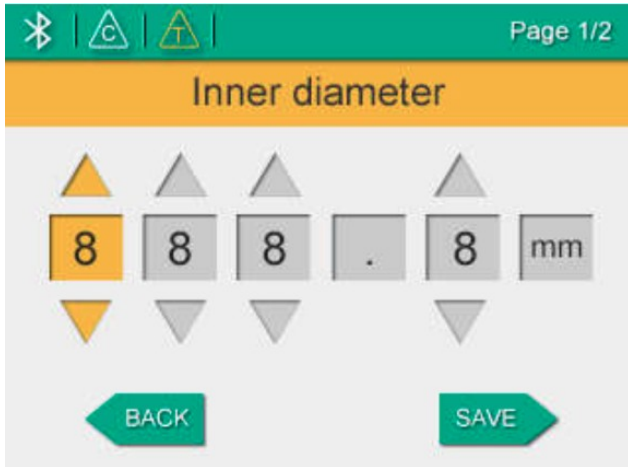 C T Page 1/2
Inner diameter
8 8 8 . 8 mm
BACK SAVE